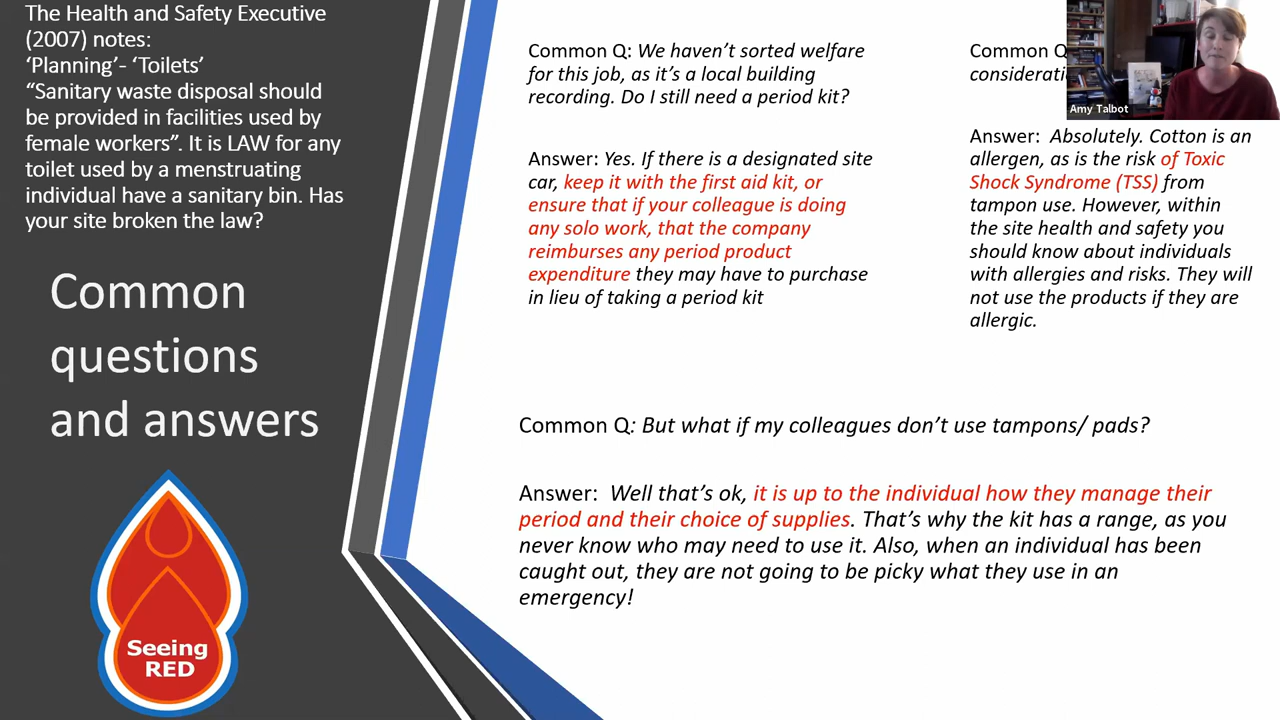 The Health and Safety Executive
(2007) notes:
‘Planning’- ‘Toilets’
“Sanitary waste disposal should
be provided in facilities used by
female workers”. It is LAW for any
toilet used by a menstruating
individual have a sanitary bin. Has
your site broken the law?
Common
questions
and answers
Seeing
RED
Common Q: We haven’t sorted welfare
for this job, as it’s a local building
recording. Do I still need a period kit?
Answer: Yes. If there is a designated site
car, keep it with the first aid kit, or
ensure that if your colleague is doing
any solo work, that the company
reimburses any period product
expenditure they may have to purchase
in lieu of taking a period kit
Common Q
Amy Talbot
Answer: Absolutely. Cotton is an
allergen, as is the risk of Toxic
Shock Syndrome (TSS) from
tampon use. However, within
the site health and safety you
should know about individuals
with allergies and risks. They will
not use the products if they are
allergic.
Common Q: But what if my colleagues don’t use tampons/ pads?
Answer: Well that’s ok, it is up to the individual how they manage their
period and their choice of supplies. That’s why the kit has a range, as you
never know who may need to use it. Also, when an individual has been
caught out, they are not going to be picky what they use in an
emergency!